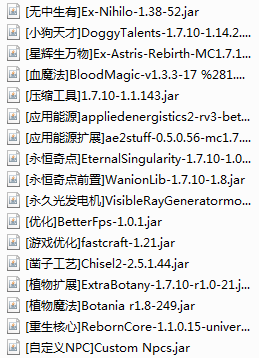 [无中生有]Ex-Nihilo-1.38-52.jar
[小狗天才]DoggyTalents-1.7.10-1.14.2....
[星辉生万物]Ex-Astris-Rebirth-MC1.7.1...
[血魔法]BloodMagic-v1.3.3-17 %281....
[压缩工具]1.7.10-1.1.143.jar
[应用能源]appliedenergistics2-rv3-bet...
[应用能源扩展]ae2stuff-0.5.0.56-mc1.7....
[永恒奇点]EternalSingularity-1.7.10-1.0...
[永恒奇点前置]WanionLib-1.7.10-1.8.jar
[永久光发电机]VisibleRayGeneratormo...
[优化]BetterFps-1.0.1.jar
[游戏优化]fastcraft-1.21.jar
[凿子工艺]Chisel2-2.5.1.44.jar
[植物扩展]ExtraBotany-1.7.10-r1.0-21.j...
[植物魔法]Botania r1.8-249.jar
[重生核心]RebornCore-1.1.0.15-univer...
[自定义NPC]Custom Npcs.jar